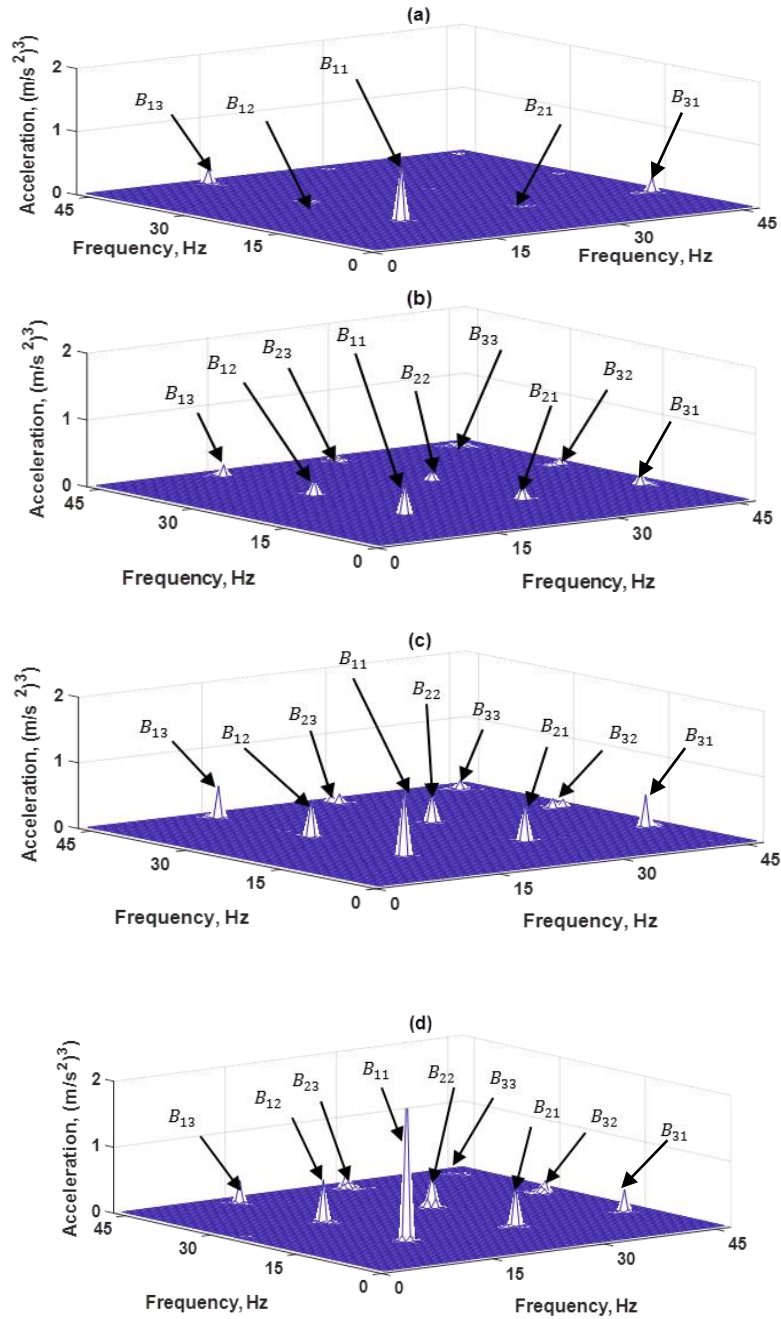 (a)
Acceleration, (m/s ²)³)
2
1
0
B₁₃
B₁₂
B₁₁
B₂₁
B₃₁
45
30
15
0
Frequency, Hz
0
15
30
45
Frequency, Hz
(b)
Acceleration, (m/s ²)³)
2
1
0
B₁₃
B₁₂
B₂₃
B₁₁
B₂₂
B₃₃
B₂₁
B₃₂
B₃₁
45
30
15
0
Frequency, Hz
0
15
30
45
Frequency, Hz
(c)
Acceleration, (m/s ²)³)
2
1
0
B₁₃
B₁₂
B₂₃
B₁₁
B₂₂
B₃₃
B₂₁
B₃₂
B₃₁
45
30
15
0
Frequency, Hz
0
15
30
45
Frequency, Hz
(d)
Acceleration, (m/s²)³)
2
1
0
B₁₃
B₁₂
B₂₃
B₁₁
B₂₂
B₃₃
B₂₁
B₃₂
B₃₁
45
30
15
0
Frequency, Hz
0
15
30
45
Frequency, Hz